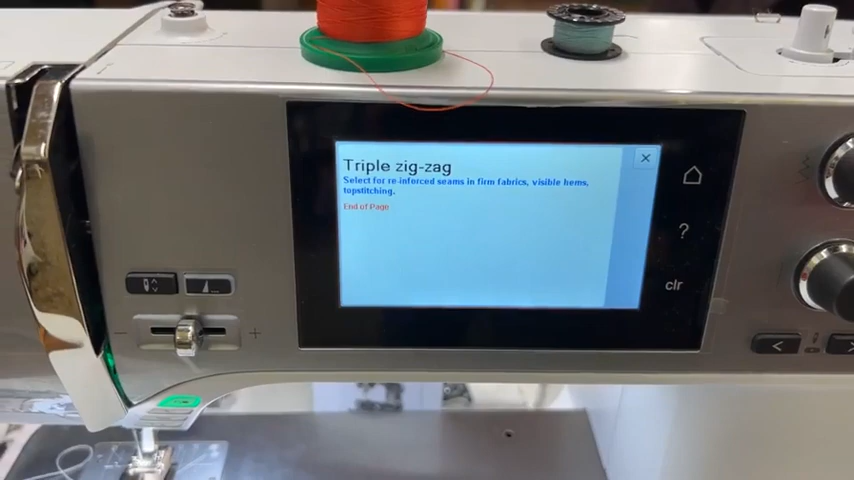 Triple zig-zag
Select for re-inforced seams in firm fabrics, visible hems,
topstitching.
End of Page
?
clr
- +
< >